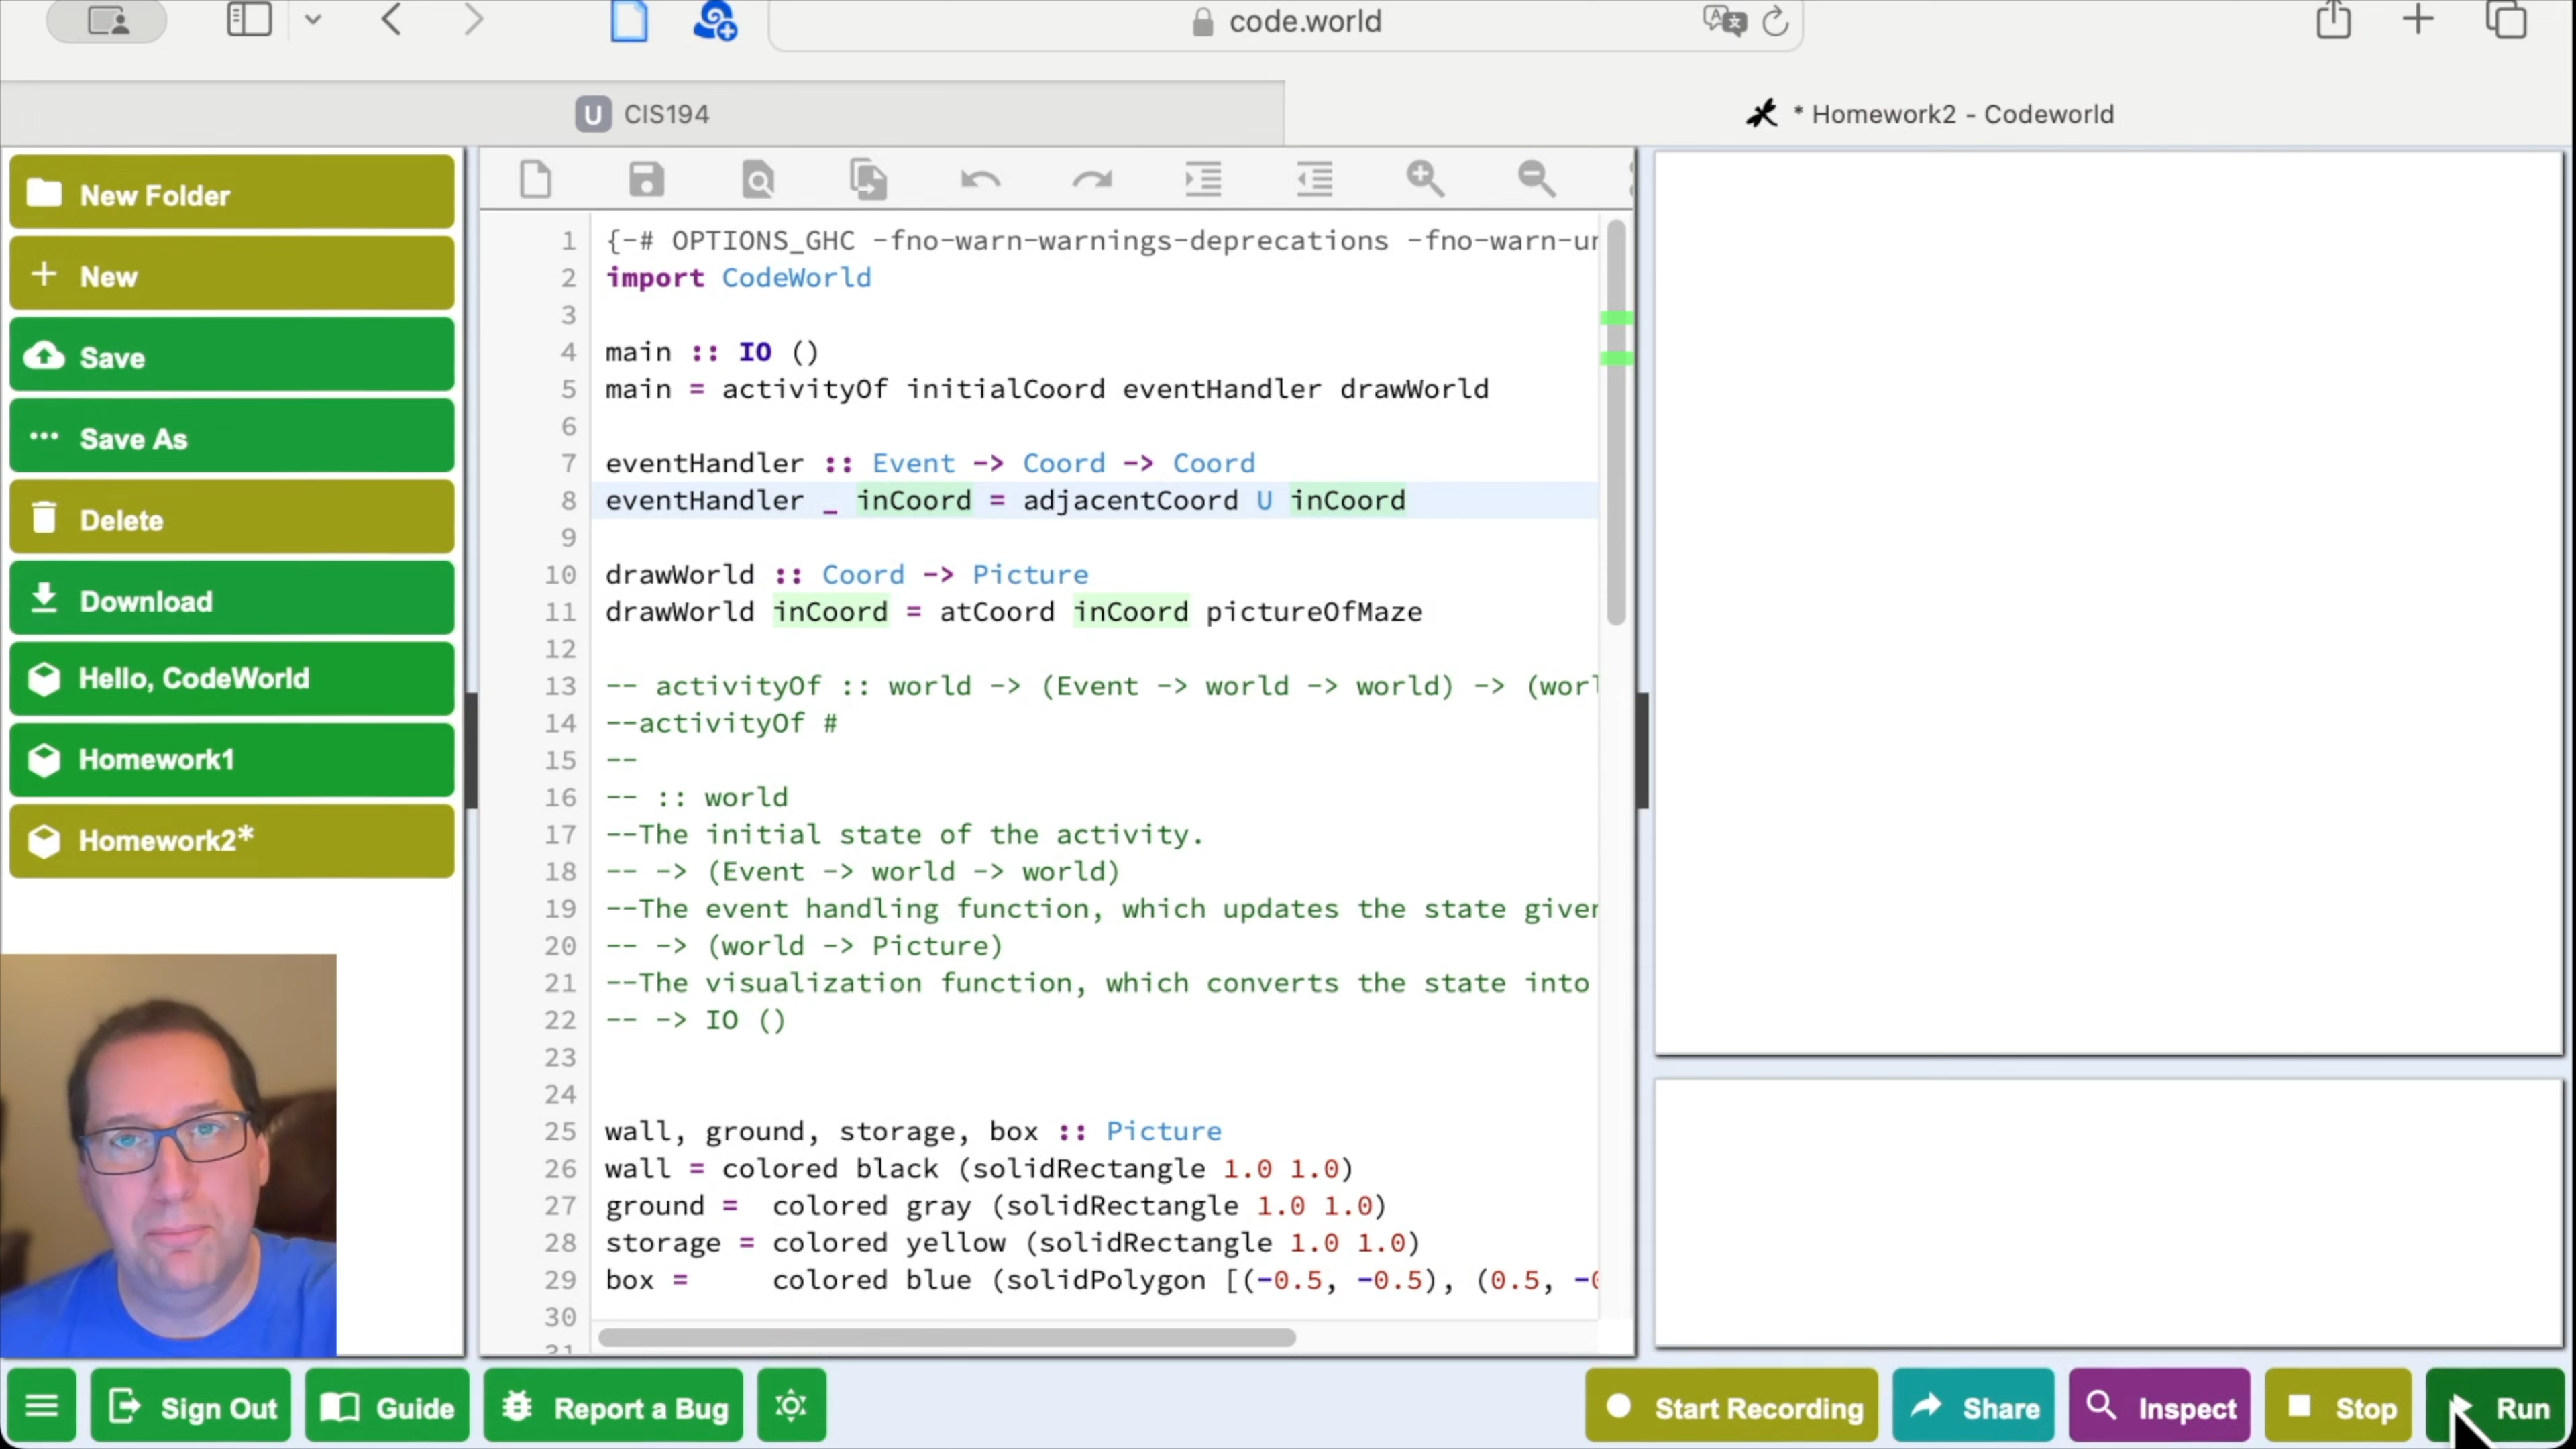 code.world
CIS194
* Homework2 - Codeworld
New Folder
New
Save
Save As
Delete
Download
Hello, CodeWorld
Homework1
Homework2*
1 {-# OPTIONS_GHC -fno-warn-warnings-deprecations -fno-warn-
2 import CodeWorld
3
4 main :: IO ()
5 main = activityOf initialCoord eventHandler drawWorld
6
7 eventHandler :: Event -> Coord -> Coord
8 eventHandler _ inCoord = adjacentCoord U inCoord
9
10 drawWorld :: Coord -> Picture
11 drawWorld inCoord = atCoord inCoord pictureOfMaze
12
13 -- activityOf :: world -> (Event -> world -> world) -> (worl
14 --activityOf #
15 --
16 -- :: world
17 --The initial state of the activity.
18 -- -> (Event -> world -> world)
19 --The event handling function, which updates the state given
20 -- -> (world -> Picture)
21 --The visualization function, which converts the state into
22 -- -> IO ()
23
24
25 wall, ground, storage, box :: Picture
26 wall = colored black (solidRectangle 1.0 1.0)
27 ground = colored gray (solidRectangle 1.0 1.0)
28 storage = colored yellow (solidRectangle 1.0 1.0)
29 box = colored blue (solidPolygon [(-0.5, -0.5), (0.5, -0
30
31
Sign Out
Guide
Report a Bug
Start Recording
Share
Inspect
Stop
Run